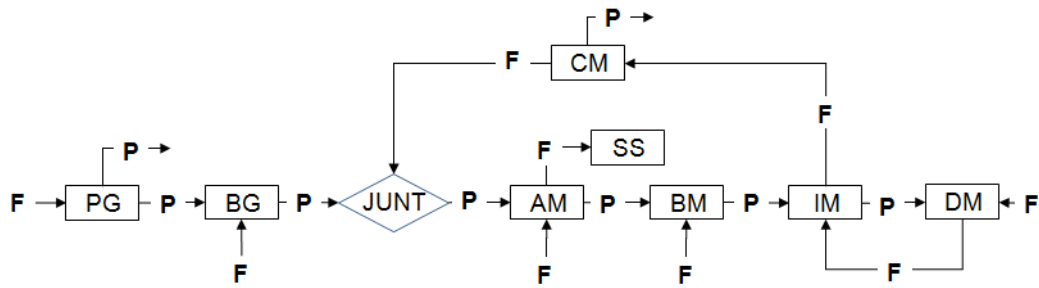 P
F CM
F
P F SS
F PG P BG P JUNT P AM P BM P IM P DM F
F F F F